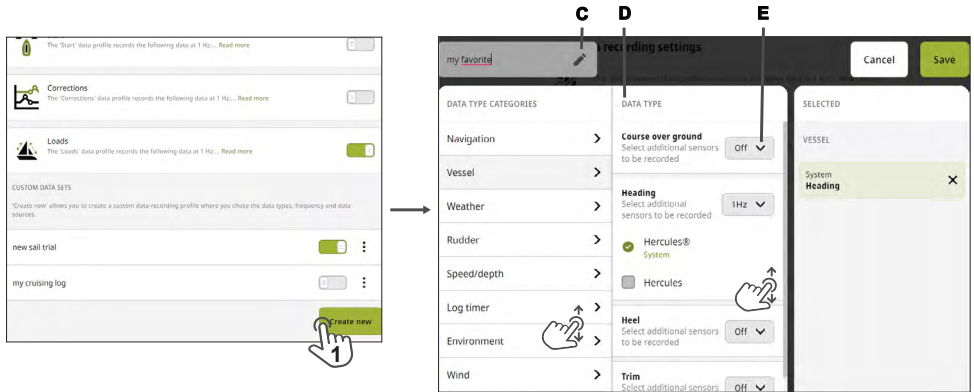 C D E
The 'Start' data profile records the following data at 1 Hz... Read more
Corrections
The 'Corrections' data profile records the following data at 1 Hz... Read more
Loads
The 'Loads' data profile records the following data at 1 Hz... Read more
CUSTOM DATA SETS
'Create new' allows you to create a custom data-recording profile where you chose the data types, frequency and data
sources.
new sail trial
my cruising log
Create new
1
my favorite
recording settings
Cancel
Save
DATA TYPE CATEGORIES
Navigation
Vessel
Weather
Rudder
Speed/depth
Log timer
Environment
Wind
DATA TYPE
Course over ground
Select additional sensors
to be recorded
Off
Heading
Select additional
sensors to be recorded
1Hz
Hercules®
System
Hercules
Heel
Select additional sensors
to be recorded
Off
Trim
Select additional sensors
Off
SELECTED
VESSEL
System
Heading